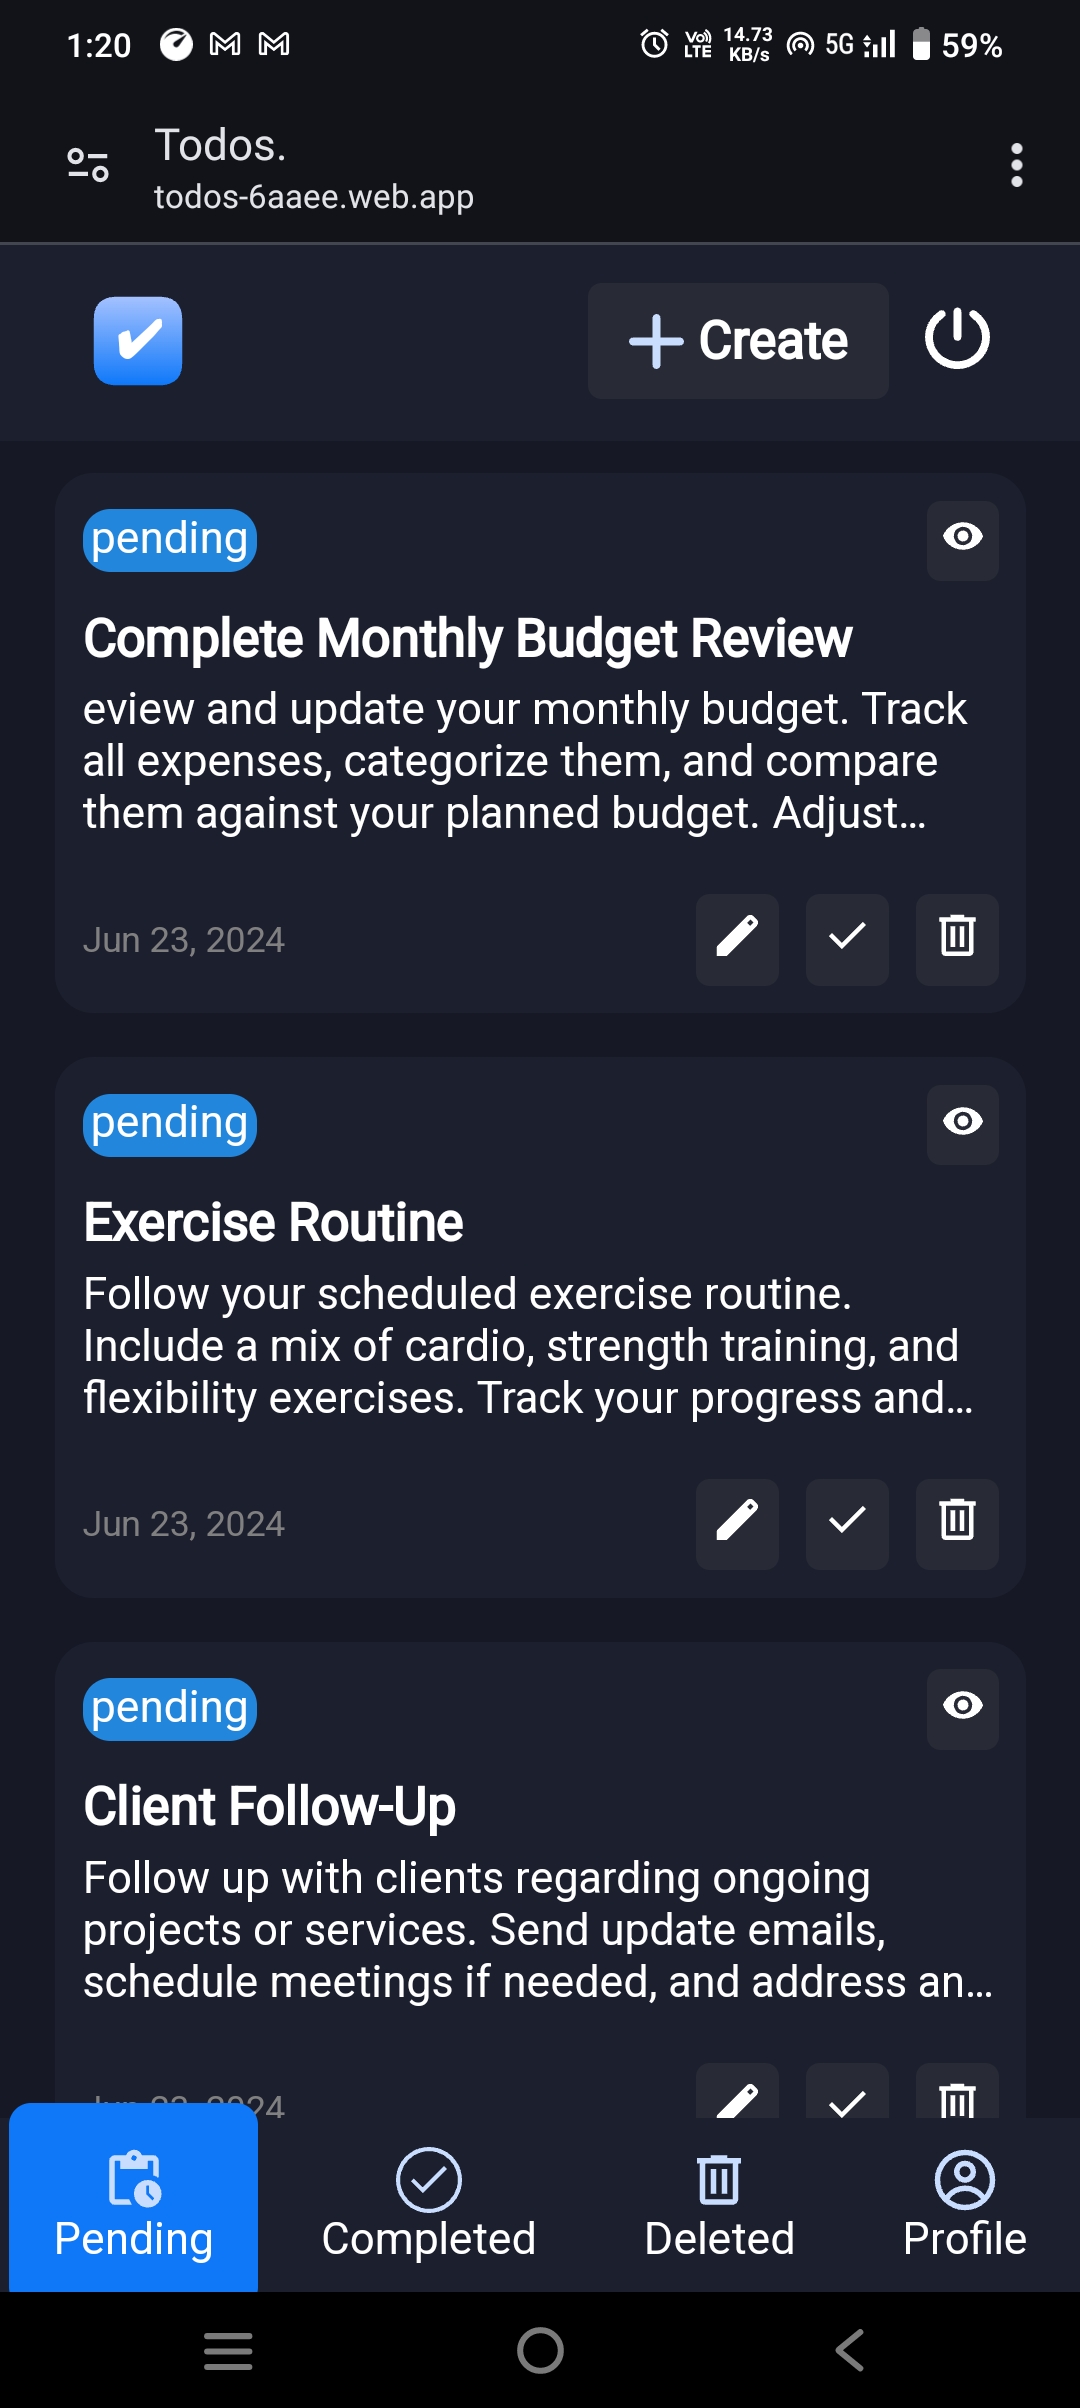 1:20 Vo) LTE 14.73 KB/s 5G 59%
Todos.
todos-6aaee.web.app
Create
pending
Complete Monthly Budget Review
eview and update your monthly budget. Track
all expenses, categorize them, and compare
them against your planned budget. Adjust...
Jun 23, 2024
pending
Exercise Routine
Follow your scheduled exercise routine.
Include a mix of cardio, strength training, and
flexibility exercises. Track your progress and...
Jun 23, 2024
pending
Client Follow-Up
Follow up with clients regarding ongoing
projects or services. Send update emails,
schedule meetings if needed, and address an...
Jun 23, 2024
Pending Completed Deleted Profile